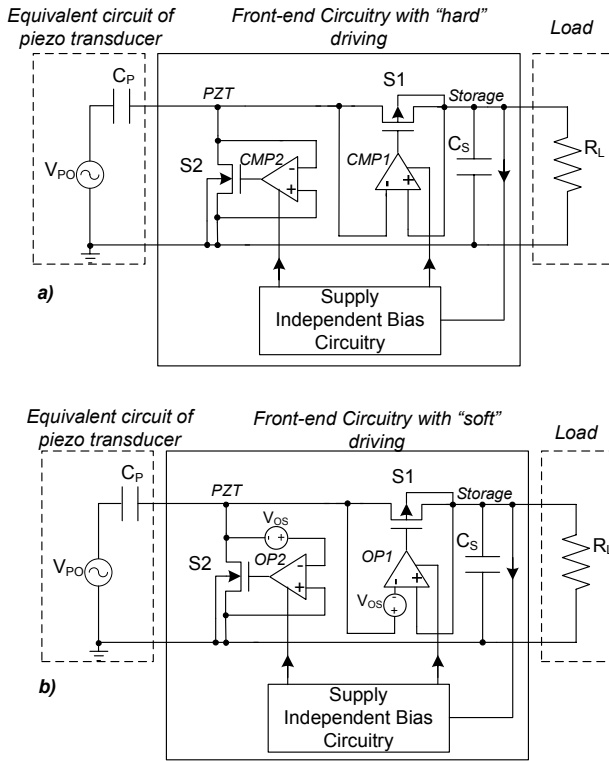 Equivalent circuit of
piezo transducer
Front-end Circuitry with “hard”
driving
Load
CP
PZT
S1
Storage
VPO
S2
CMP2
-
+
CMP1
-
+
CS
RL
a)
Supply
Independent Bias
Circuitry
Equivalent circuit of
piezo transducer
Front-end Circuitry with “soft”
driving
Load
CP
PZT
S1
Storage
VOS
- +
VPO
S2
OP2
-
+
OP1
-
+
VOS
-
+
CS
RL
b)
Supply
Independent Bias
Circuitry